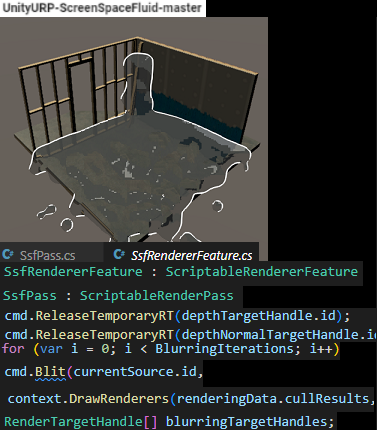 UnityURP-ScreenSpaceFluid-master
SsfPass.cs SsfRendererFeature.cs
SsfRendererFeature : ScriptableRendererFeature
SsfPass : ScriptableRenderPass
cmd.ReleaseTemporaryRT(depthTargetHandle.id);
cmd.ReleaseTemporaryRT(depthNormalTargetHandle.id
for (var i = 0; i < BlurringIterations; i++)
cmd.Blit(currentSource.id,
context.DrawRenderers(renderingData.cullResults,
RenderTargetHandle[] blurringTargetHandles;